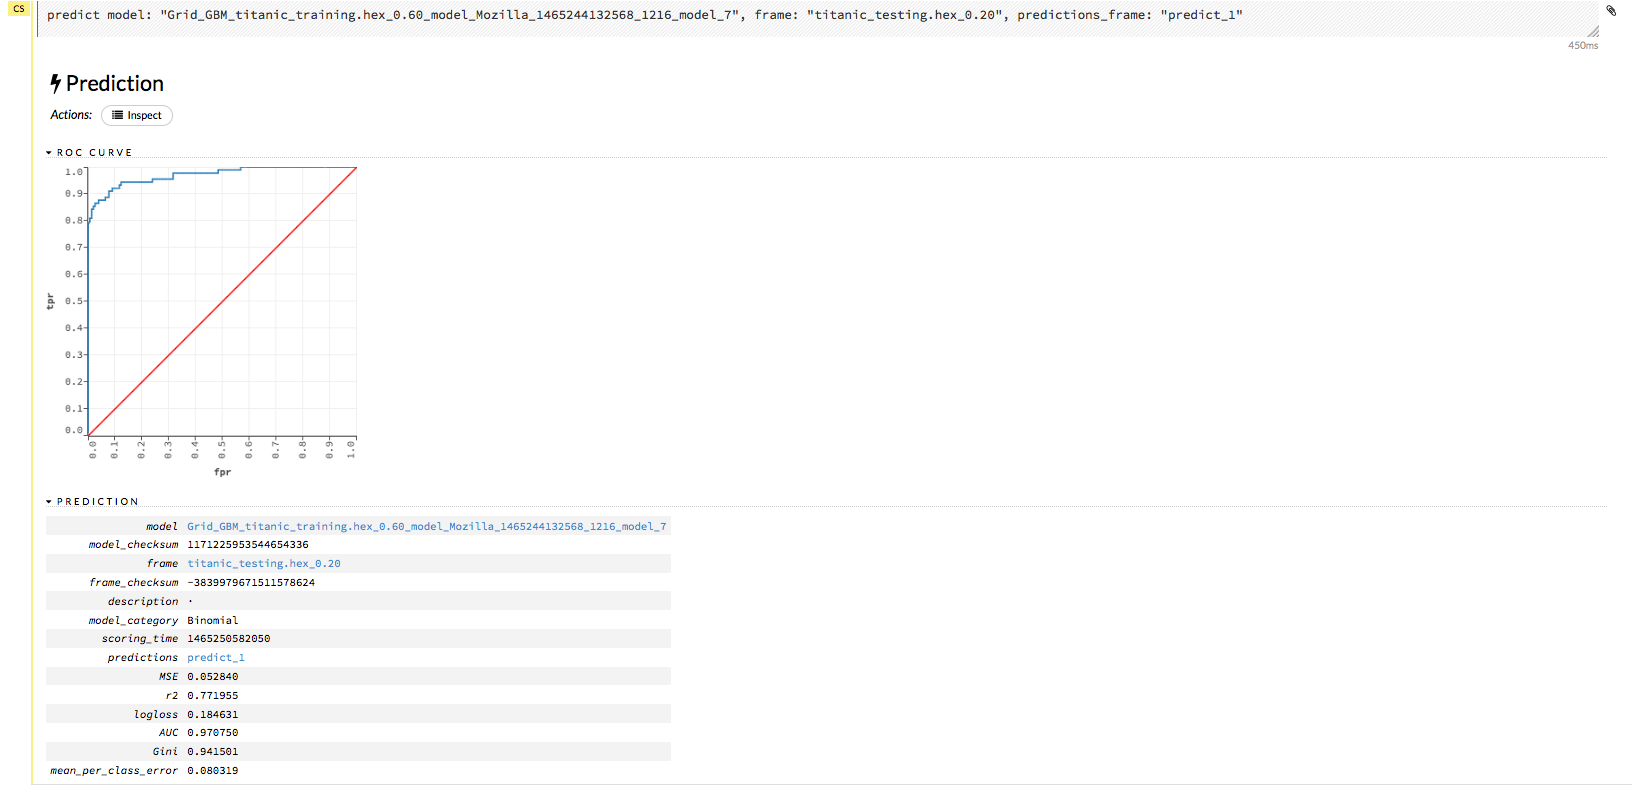 CS
predict model: "Grid_GBM_titanic_training.hex_0.60_model_Mozilla_1465244132568_1216_model_7", frame: "titanic_testing.hex_0.20", predictions_frame: "predict_1"
450ms
Prediction
Actions: Inspect
ROC CURVE
1.0
0.9
0.8
0.7
0.6
0.5
0.4
0.3
0.2
0.1
0.0
tpr
0.0 0.1 0.2 0.3 0.4 0.5 0.6 0.7 0.8 0.9 1.0
fpr
PREDICTION
model Grid_GBM_titanic_training.hex_0.60_model_Mozilla_1465244132568_1216_model_7
model_checksum 1171225953544654336
frame titanic_testing.hex_0.20
frame_checksum -3839979671511578624
description ·
model_category Binomial
scoring_time 1465250582050
predictions predict_1
MSE 0.052840
r2 0.771955
logloss 0.184631
AUC 0.970750
Gini 0.941501
mean_per_class_error 0.080319